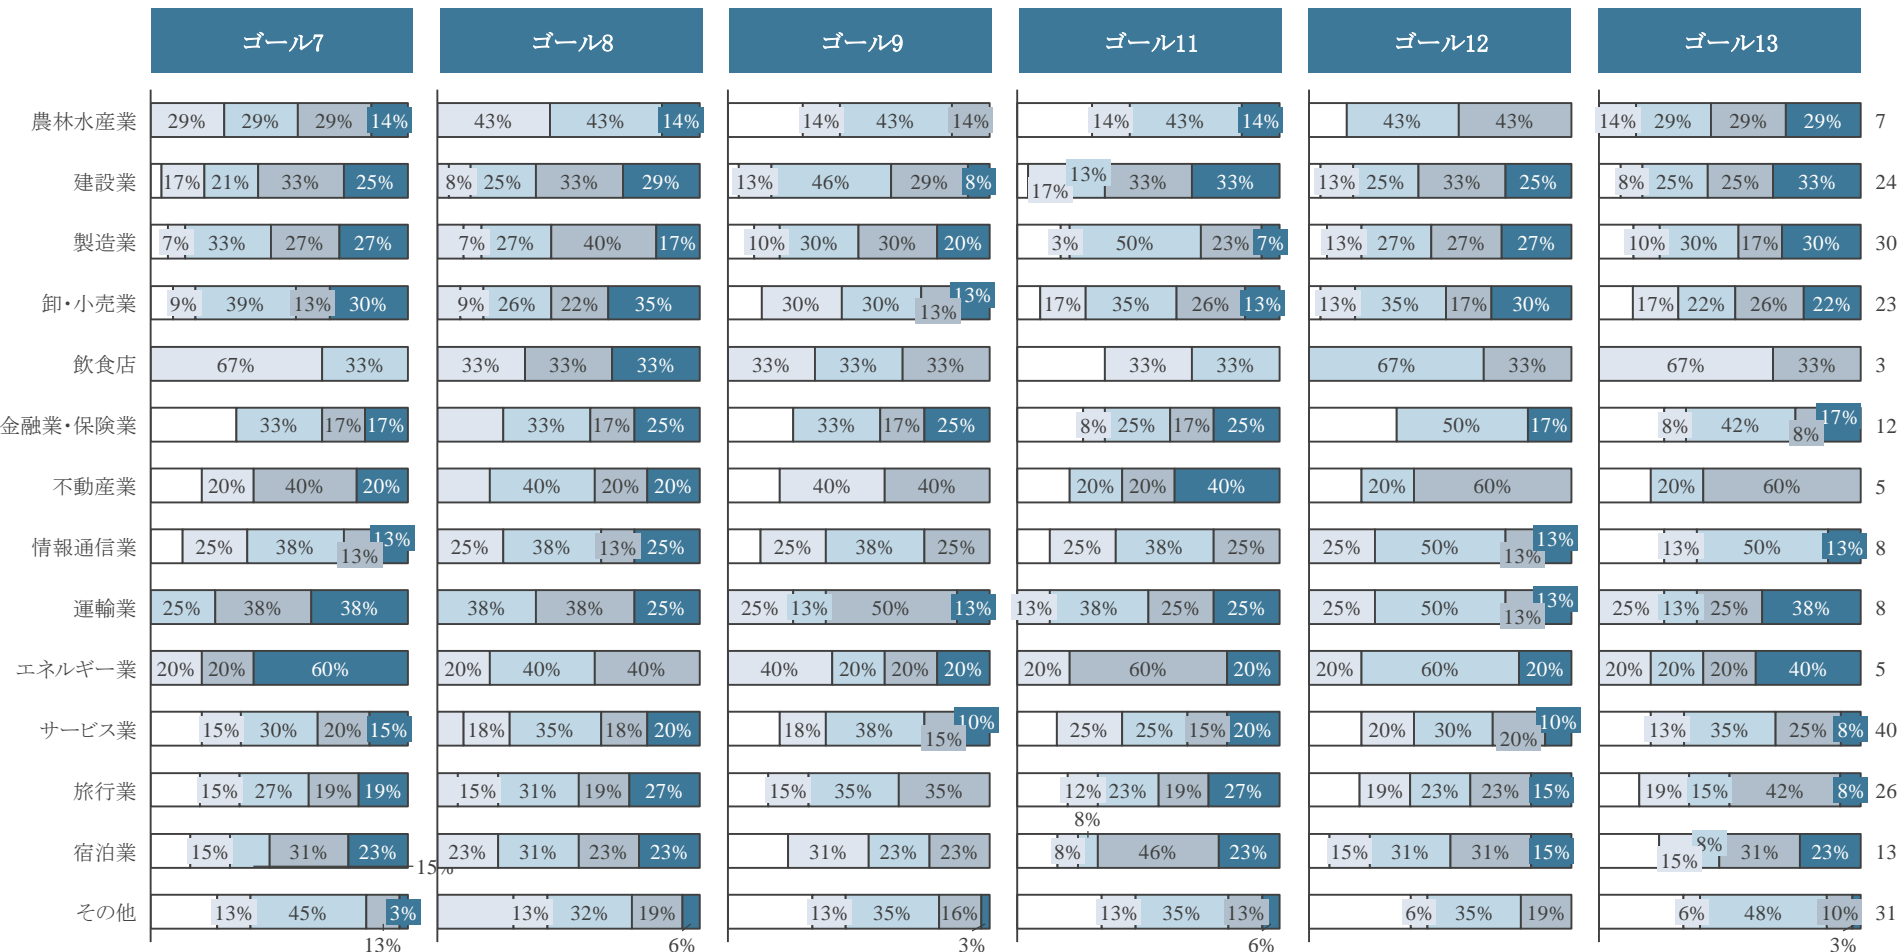 ゴール7 ゴール8 ゴール9 ゴール11 ゴール12 ゴール13
農林水産業 29% 29% 29% 14% 43% 43% 14% 14% 43% 14% 14% 43% 14% 43% 43% 14% 29% 29% 29% 7
建設業 17% 21% 33% 25% 8% 25% 33% 29% 13% 46% 29% 8% 17% 13% 33% 33% 13% 25% 33% 25% 8% 25% 25% 33% 24
製造業 7% 33% 27% 27% 7% 27% 40% 17% 10% 30% 30% 20% 3% 50% 23% 7% 13% 27% 27% 27% 10% 30% 17% 30% 30
卸・小売業 9% 39% 13% 30% 9% 26% 22% 35% 30% 30% 13% 13% 17% 35% 26% 13% 13% 35% 17% 30% 17% 22% 26% 22% 23
飲食店 67% 33% 33% 33% 33% 33% 33% 33% 33% 33% 67% 33% 67% 33% 3
金融業・保険業 33% 17% 17% 33% 17% 25% 33% 17% 25% 8% 25% 17% 25% 50% 17% 8% 42% 8% 17% 12
不動産業 20% 40% 20% 40% 20% 20% 40% 40% 20% 20% 40% 20% 60% 20% 60% 5
情報通信業 25% 38% 13% 13% 25% 38% 13% 25% 25% 38% 25% 25% 38% 25% 25% 50% 13% 13% 13% 50% 13% 8
運輸業 25% 38% 38% 38% 38% 25% 25% 13% 50% 13% 13% 38% 25% 25% 25% 50% 13% 13% 25% 13% 25% 38% 8
エネルギー業 20% 20% 60% 20% 40% 40% 40% 20% 20% 20% 20% 60% 20% 20% 60% 20% 20% 20% 20% 40% 5
サービス業 15% 30% 20% 15% 18% 35% 18% 20% 18% 38% 15% 10% 25% 25% 15% 20% 20% 30% 20% 10% 13% 35% 25% 8% 40
旅行業 15% 27% 19% 19% 15% 31% 19% 27% 15% 35% 35% 12% 23% 19% 27% 19% 23% 23% 15% 19% 15% 42% 8% 26
宿泊業 15% 15% 31% 23% 23% 31% 23% 23% 31% 23% 23% 8% 8% 46% 23% 15% 31% 31% 15% 15% 8% 31% 23% 13
その他 13% 45% 13% 3% 13% 32% 19% 6% 13% 35% 16% 3% 13% 35% 13% 6% 6% 35% 19% 6% 48% 10% 3% 31